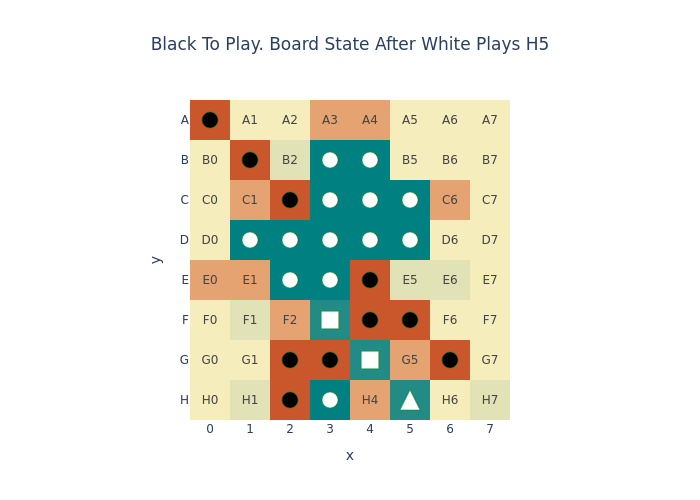 Black To Play. Board State After White Plays H5
A A1 A2 A3 A4 A5 A6 A7
B B0 B2 B5 B6 B7
C C0 C1 C6 C7
y
D D0 D6 D7
E E0 E1 E5 E6 E7
F F0 F1 F2 F6 F7
G G0 G1 G5 G7
H H0 H1 H4 H6 H7
0 1 2 3 4 5 6 7
x